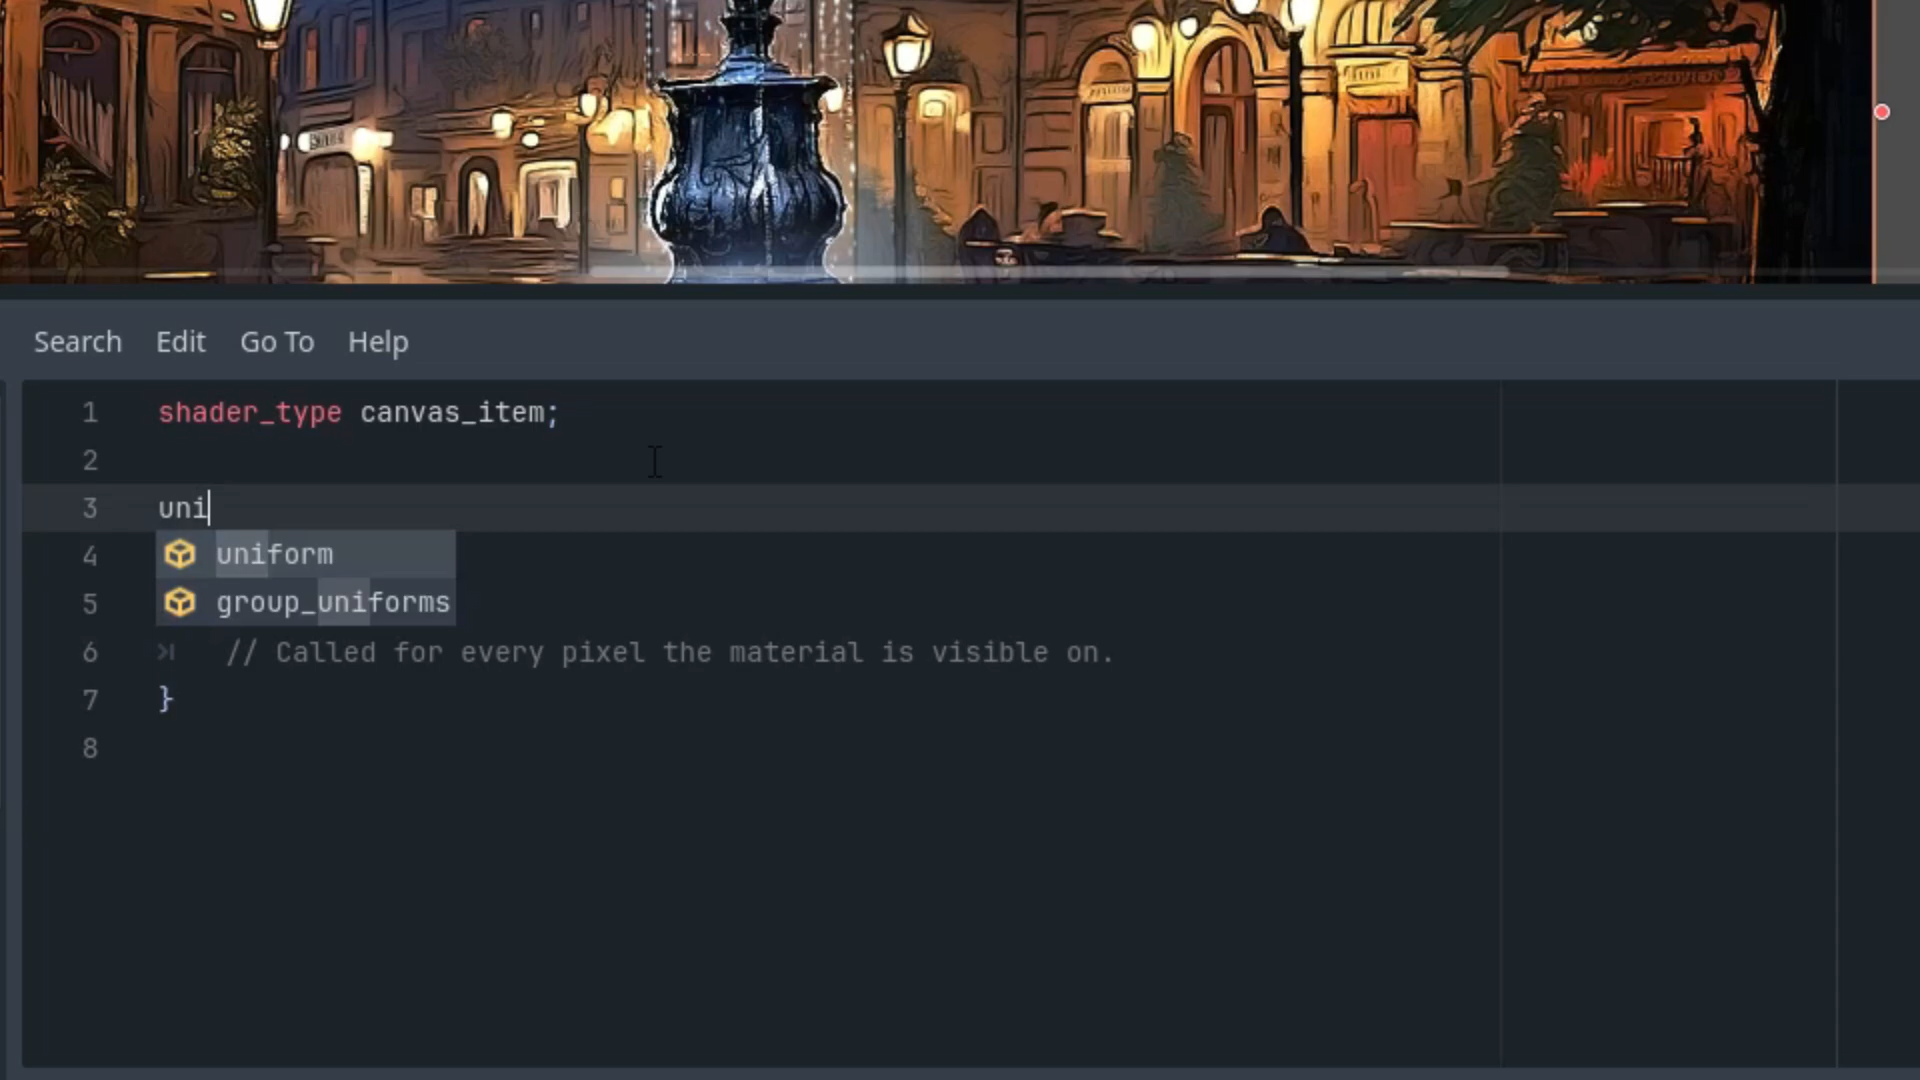 Search Edit Go To Help
1 shader_type canvas_item;
2
3 uni
4 uniform
5 group_uniforms
6 // Called for every pixel the material is visible on.
7 }
8